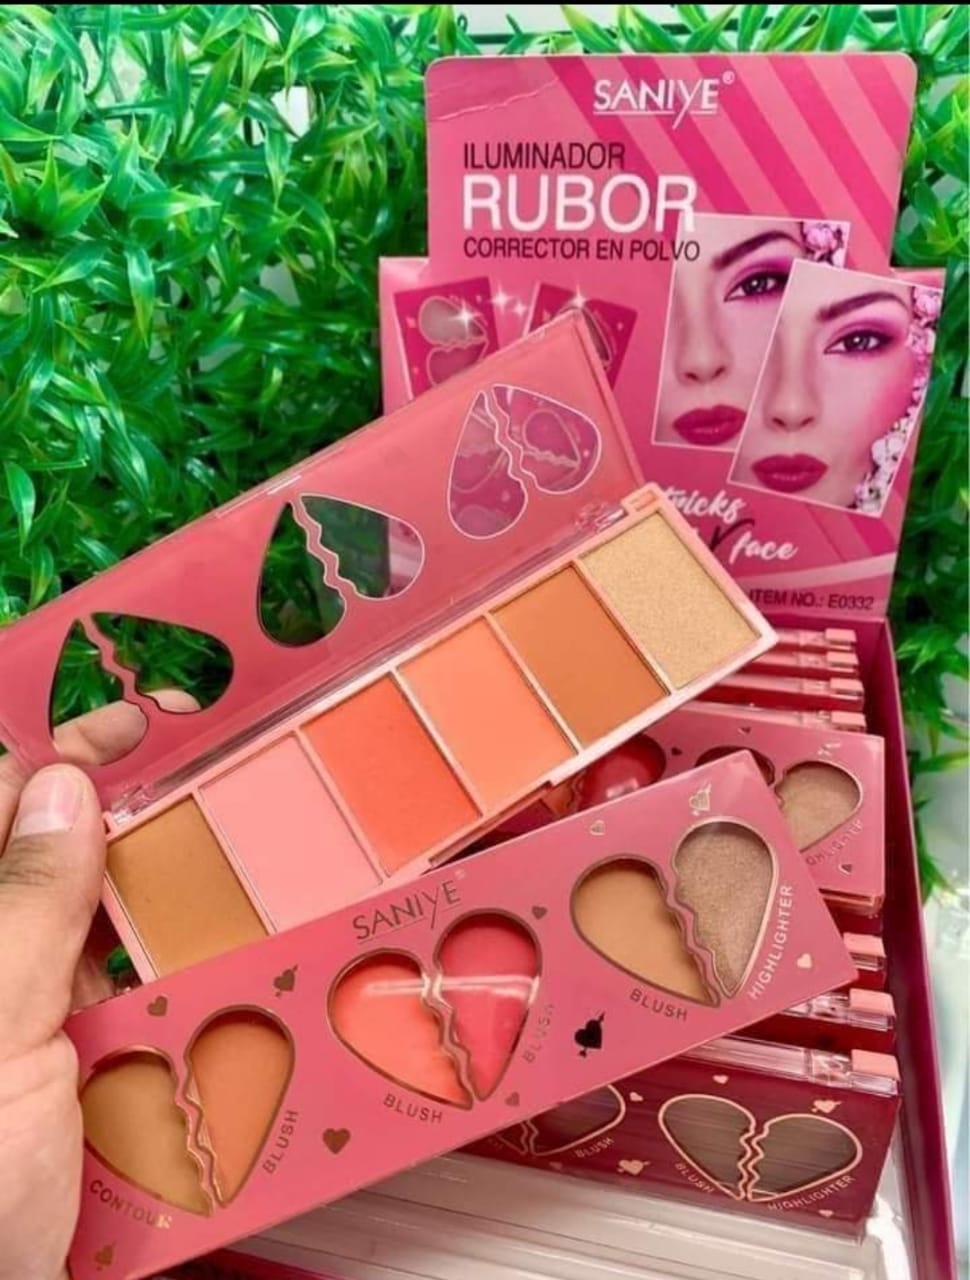 SANIYE®
ILUMINADOR
RUBOR
CORRECTOR EN POLVO
tricks
face
ITEM NO.: E0332
HIGHLIGHTER
SANIYE®
BLUSH
HIGHLIGHTER
BLUSH
BLUSH
BLUSH
CONTOUR
BLUSH
BLUSH
HIGHLIGHTER